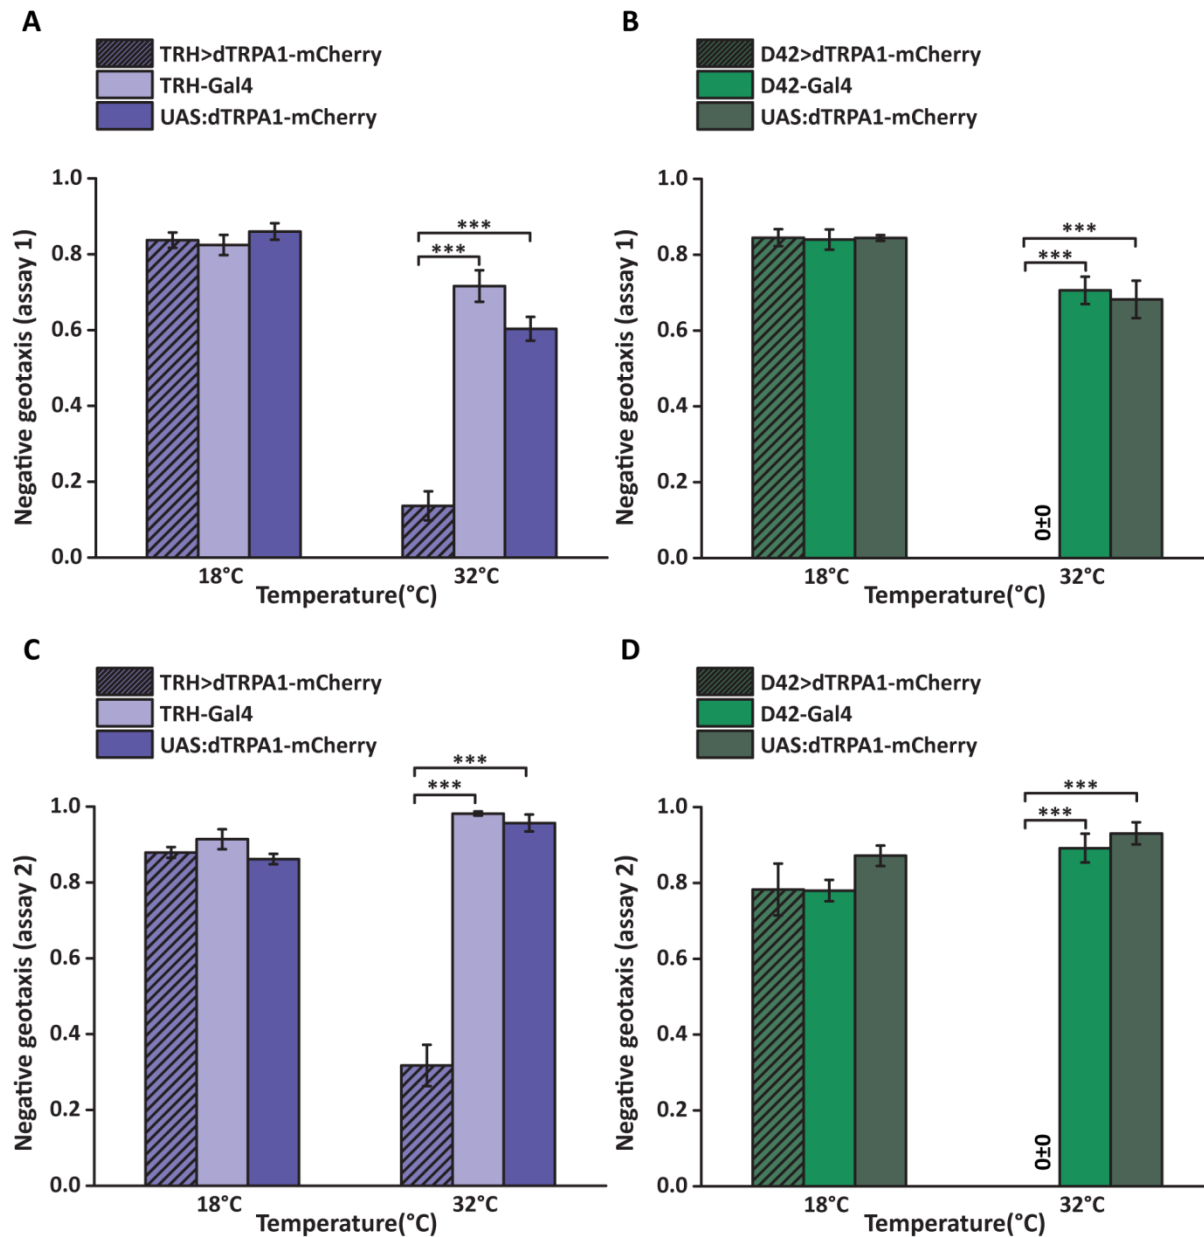 A
TRH>dTRPA1-mCherry
TRH-Gal4
UAS:dTRPA1-mCherry
Negative geotaxis (assay 1)
1.0
0.8
0.6
0.4
0.2
0.0
***
***
18°C
32°C
Temperature(°C)
B
D42>dTRPA1-mCherry
D42-Gal4
UAS:dTRPA1-mCherry
Negative geotaxis (assay 1)
1.0
0.8
0.6
0.4
0.2
0.0
***
***
0±0
18°C
32°C
Temperature(°C)
C
TRH>dTRPA1-mCherry
TRH-Gal4
UAS:dTRPA1-mCherry
Negative geotaxis (assay 2)
1.0
0.8
0.6
0.4
0.2
0.0
***
***
18°C
32°C
Temperature(°C)
D
D42>dTRPA1-mCherry
D42-Gal4
UAS:dTRPA1-mCherry
Negative geotaxis (assay 2)
1.0
0.8
0.6
0.4
0.2
0.0
***
***
0±0
18°C
32°C
Temperature(°C)